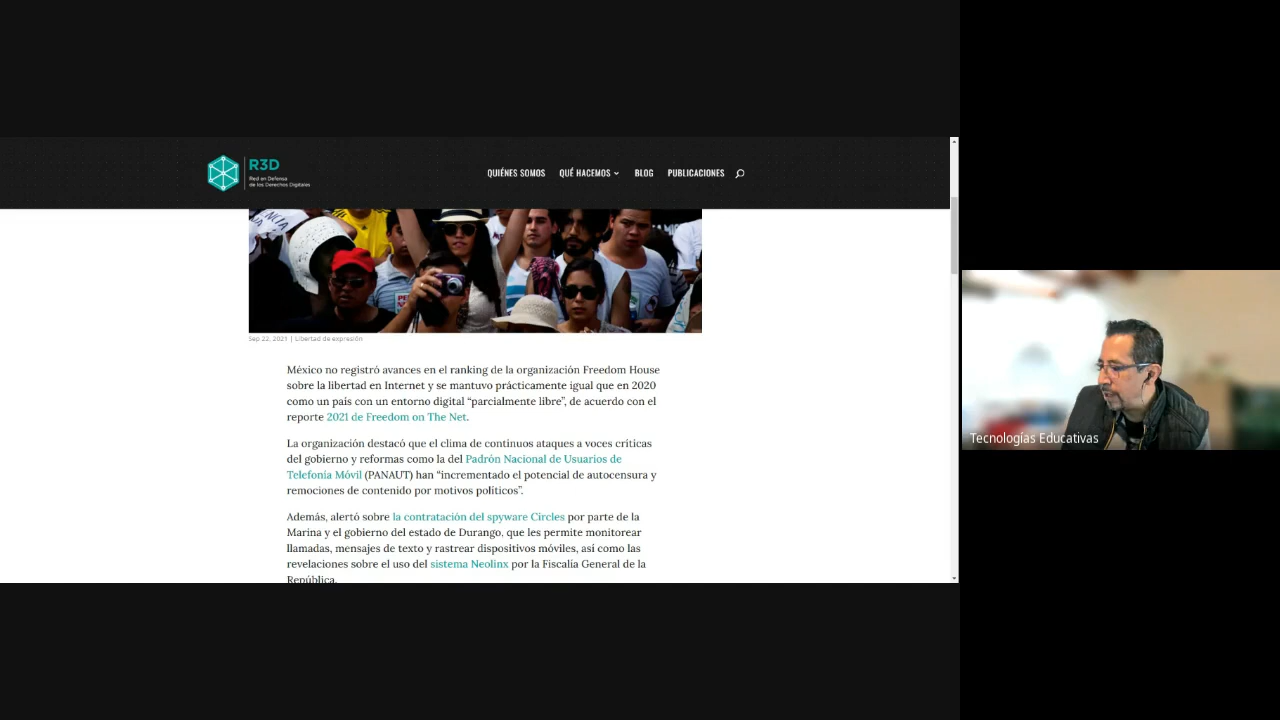 R3D
Red en Defensa
de los Derechos Digitales
QUIÉNES SOMOS
QUÉ HACEMOS
BLOG
PUBLICACIONES
Sep 22, 2021 | Libertad de expresión
México no registró avances en el ranking de la organización Freedom House
sobre la libertad en Internet y se mantuvo prácticamente igual que en 2020
como un país con un entorno digital “parcialmente libre”, de acuerdo con el
reporte 2021 de Freedom on The Net.
La organización destacó que el clima de continuos ataques a voces críticas
del gobierno y reformas como la del Padrón Nacional de Usuarios de
Telefonía Móvil (PANAUT) han “incrementado el potencial de autocensura y
remociones de contenido por motivos políticos”.
Además, alertó sobre la contratación del spyware Circles por parte de la
Marina y el gobierno del estado de Durango, que les permite monitorear
llamadas, mensajes de texto y rastrear dispositivos móviles, así como las
revelaciones sobre el uso del sistema Neolinx por la Fiscalía General de la
República.
Tecnologías Educativas